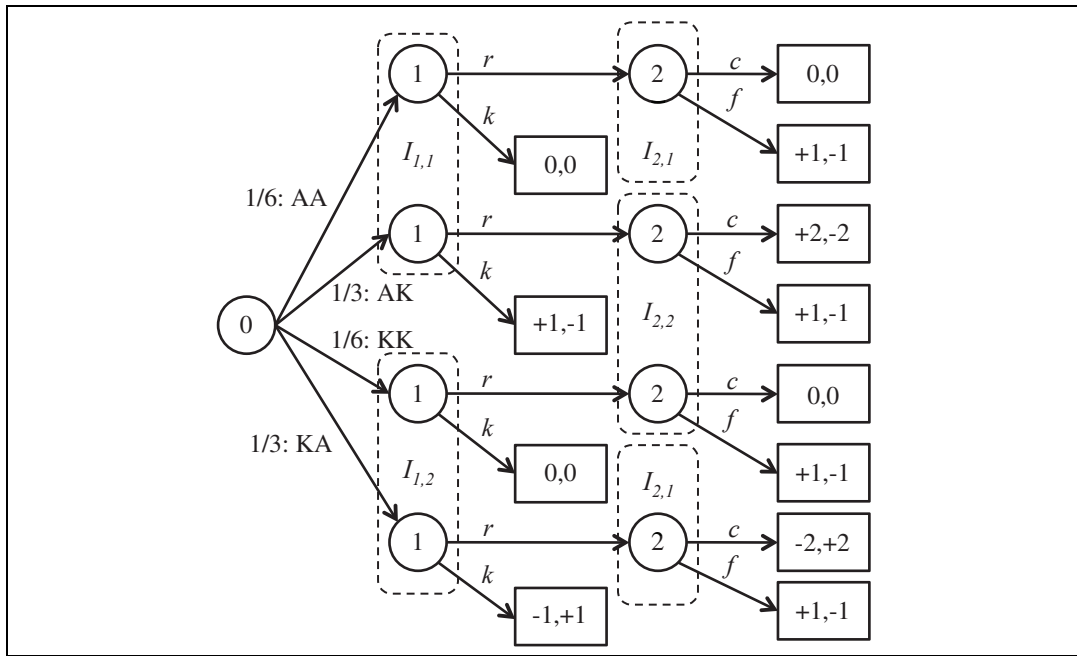 1 r 2 c 0,0
k f
I1,1 0,0 I2,1 +1,-1
1/6: AA
1 r 2 c +2,-2
k f
1/3: AK
0 +1,-1 I2,2 +1,-1
1/6: KK
1 r 2 c 0,0
k f
1/3: KA
I1,2 0,0 I2,1 +1,-1
1 r 2 c -2,+2
k f
-1,+1 +1,-1